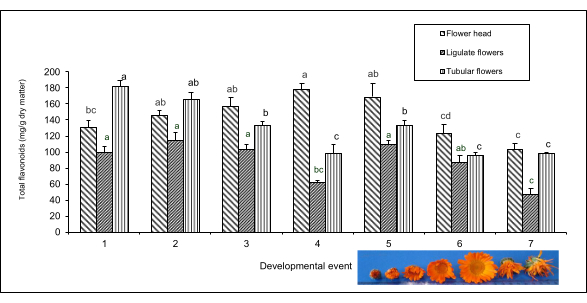 Flower head
Ligulate flowers
Tubular flowers
Total flavonoids (mg/g dry matter)
200
180
160
140
120
100
80
60
40
20
0
bc a a
ab a ab
ab a b
a bc c
ab a b
cd ab c
c c c
1 2 3 4 5 6 7
Developmental event